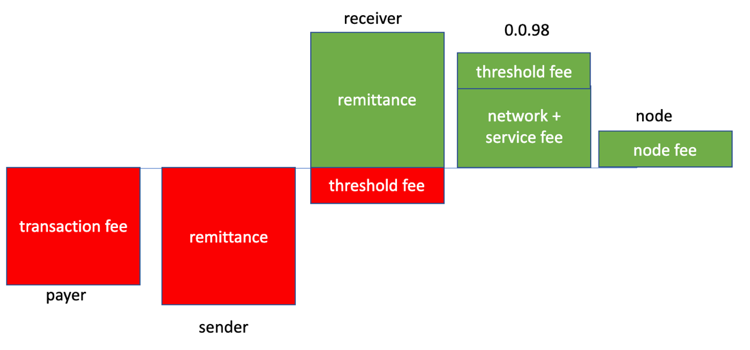 receiver
0.0.98
remittance
threshold fee
network +
service fee
node
node fee
threshold fee
transaction fee
remittance
payer
sender